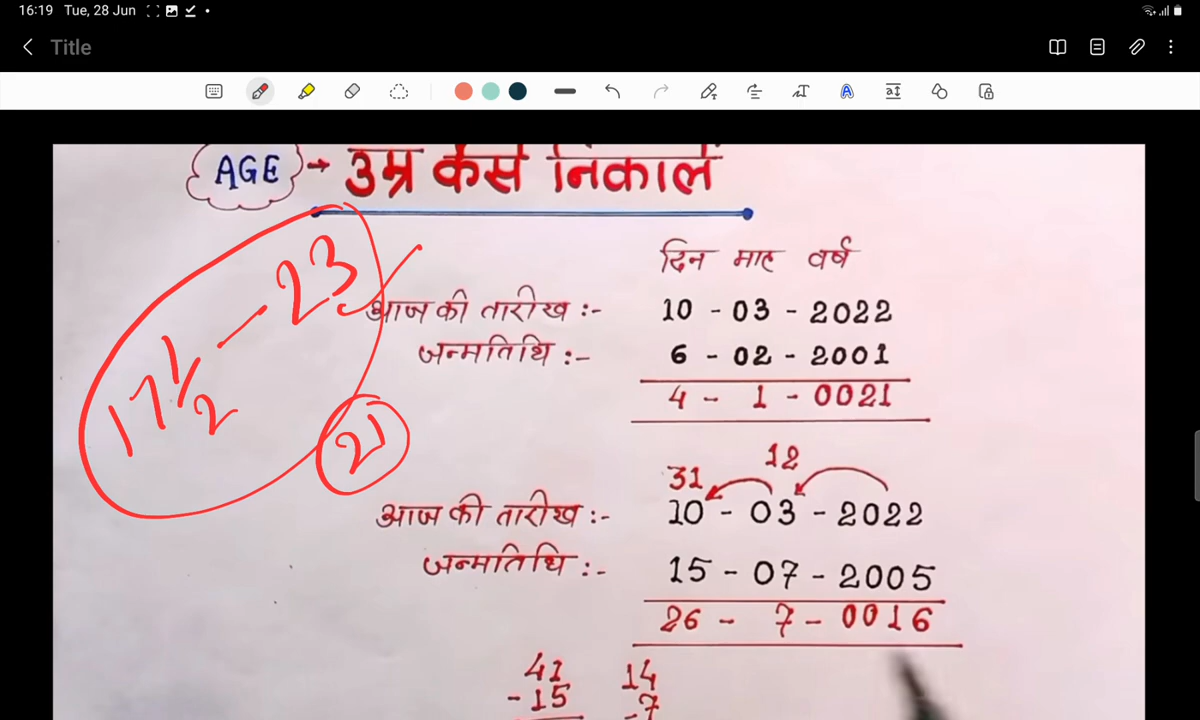 16:19 Tue, 28 Jun
Title
AGE → उम्र कैसे निकालें
दिन माह वर्ष
आज की तारीख :- 10 - 03 - 2022
जन्मतिथि :- 6 - 02 - 2001
4 - 1 - 0021
17 1/2 - 23
21
31 12
आज की तारीख :- 10 - 03 - 2022
जन्मतिथि :- 15 - 07 - 2005
26 - 7 - 0016
41 14
-15 -7